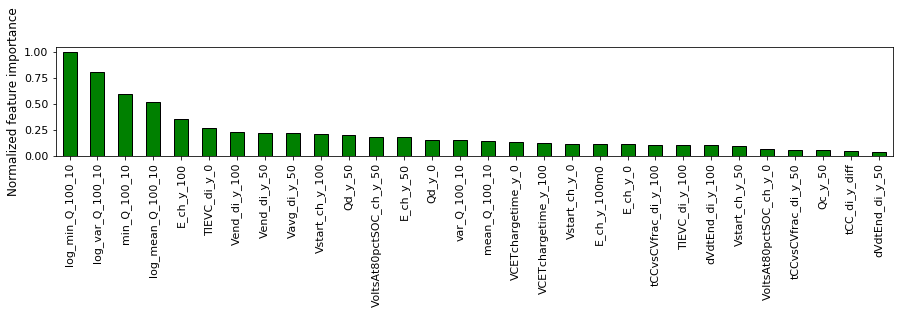 Normalized feature importance
1.00
0.75
0.50
0.25
0.00
log_min_Q_100_10
log_var_Q_100_10
min_Q_100_10
log_mean_Q_100_10
E_ch_y_100
TIEVC_di_y_0
Vend_di_y_100
Vend_di_y_50
Vavg_di_y_50
Vstart_ch_y_100
Qd_y_50
VoltsAt80pctSOC_ch_y_50
E_ch_y_50
Qd_y_0
var_Q_100_10
mean_Q_100_10
VCETchargetime_y_0
VCETchargetime_y_100
Vstart_ch_y_0
E_ch_y_100m0
E_ch_y_0
tCCvsCVfrac_di_y_100
TIEVC_di_y_100
dVdtEnd_di_y_100
Vstart_ch_y_50
VoltsAt80pctSOC_ch_y_0
tCCvsCVfrac_di_y_50
Qc_y_50
tCC_di_y_diff
dVdtEnd_di_y_50